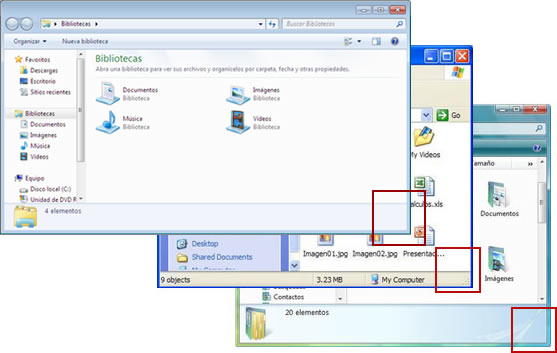 Bibliotecas
Buscar Bibliotecas
Organizar
Nueva biblioteca
Favoritos
Descargas
Escritorio
Sitios recientes
Bibliotecas
Documentos
Imágenes
Música
Vídeos
Equipo
Disco local (C:)
Unidad de DVD R
Bibliotecas
Abra una biblioteca para ver sus archivos y organícelos por carpeta, fecha y otras propiedades.
Documentos
Biblioteca
Imágenes
Biblioteca
Música
Biblioteca
Vídeos
Biblioteca
4 elementos
Go
My Videos
alculos.xls
Imagen01.jpg
Imagen02.jpg
Presentac...
Desktop
Shared Documents
My Computer
9 objects
3.23 MB
My Computer
amaño
Documentos
Imágenes
Contactos
20 elementos